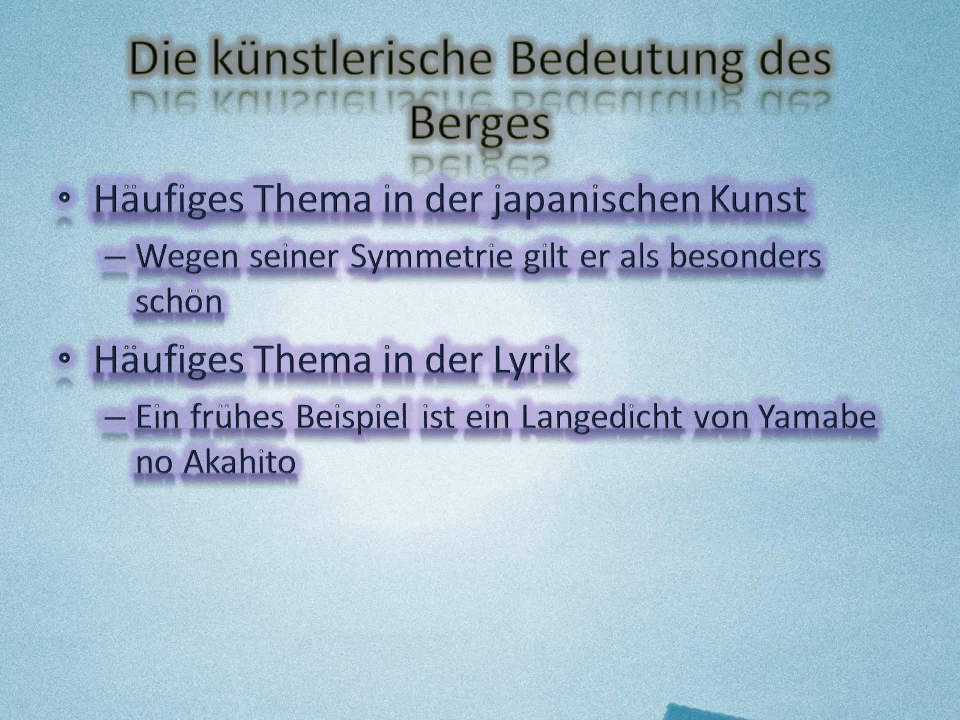 Die künstlerische Bedeutung des
Berges
• Häufiges Thema in der japanischen Kunst
– Wegen seiner Symmetrie gilt er als besonders
schön
• Häufiges Thema in der Lyrik
– Ein frühes Beispiel ist ein Langedicht von Yamabe
no Akahito